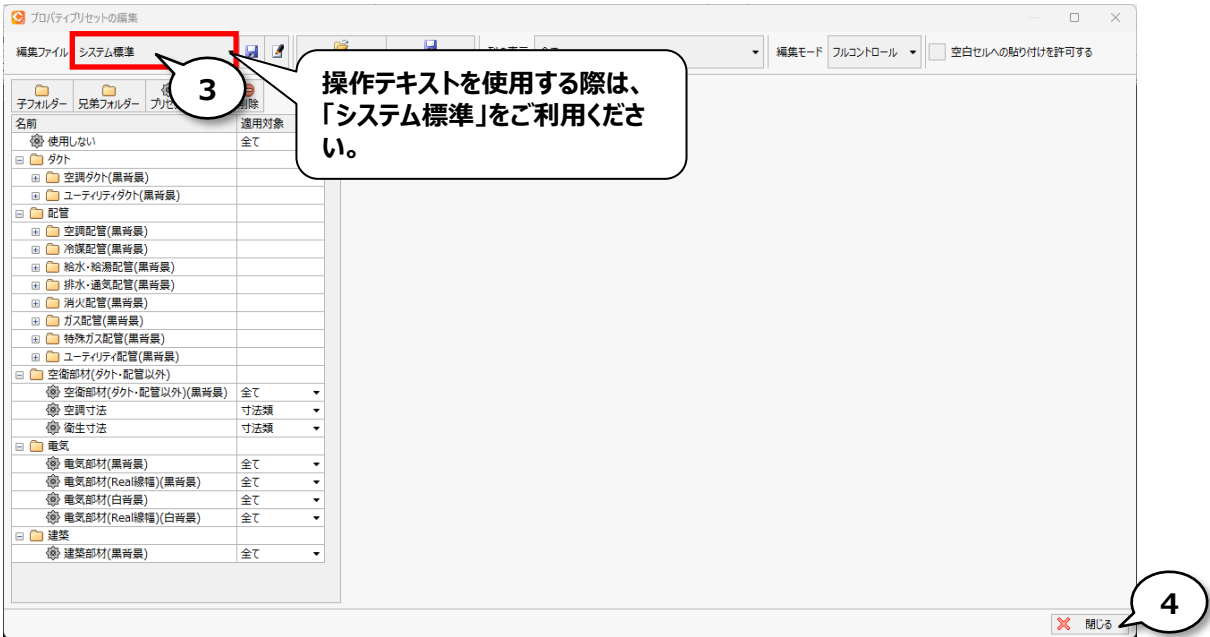 プロパティプリセットの編集
編集ファイル システム標準
編集モード フルコントロール 空白セルへの貼り付けを許可する
3
操作テキストを使用する際は、
「システム標準」をご利用くださ
い。
子フォルダー 兄弟フォルダー
名前 適用対象
使用しない 全て
ダクト
空調ダクト(黒背景)
ユーティリティダクト(黒背景)
配管
空調配管(黒背景)
冷媒配管(黒背景)
給水・給湯配管(黒背景)
排水・通気配管(黒背景)
消火配管(黒背景)
ガス配管(黒背景)
特殊ガス配管(黒背景)
ユーティリティ配管(黒背景)
空衛部材(ダクト・配管以外)
空衛部材(ダクト・配管以外)(黒背景) 全て
空調寸法 寸法類
衛生寸法 寸法類
電気
電気部材(黒背景) 全て
電気部材(Real線幅)(黒背景) 全て
電気部材(白背景) 全て
電気部材(Real線幅)(白背景) 全て
建築
建築部材(黒背景) 全て
4
閉じる